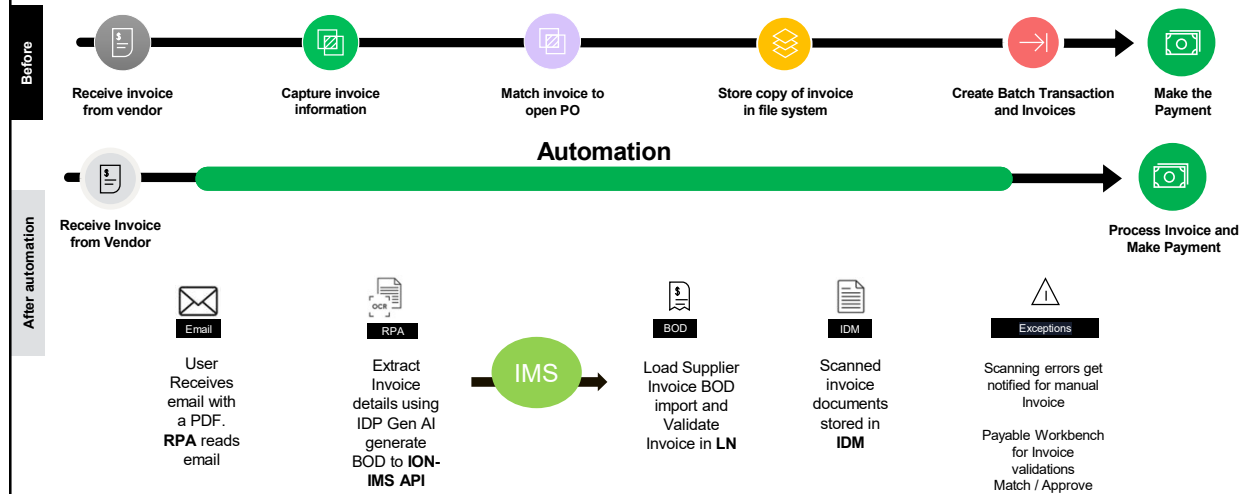 Before
Receive invoice
from vendor
Capture invoice
information
Match invoice to
open PO
Store copy of invoice
in file system
Create Batch Transaction
and Invoices
Make the
Payment
Automation
After automation
Receive Invoice
from Vendor
Process Invoice and
Make Payment
Email
User
Receives
email with
a PDF.
RPA reads
email
OCR
RPA
Extract
Invoice
details using
IDP Gen AI
generate
BOD to ION-
IMS API
IMS
BOD
Load Supplier
Invoice BOD
import and
Validate
Invoice in LN
IDM
Scanned
invoice
documents
stored in
IDM
Exceptions
Scanning errors get
notified for manual
Invoice
Payable Workbench
for Invoice
validations
Match / Approve